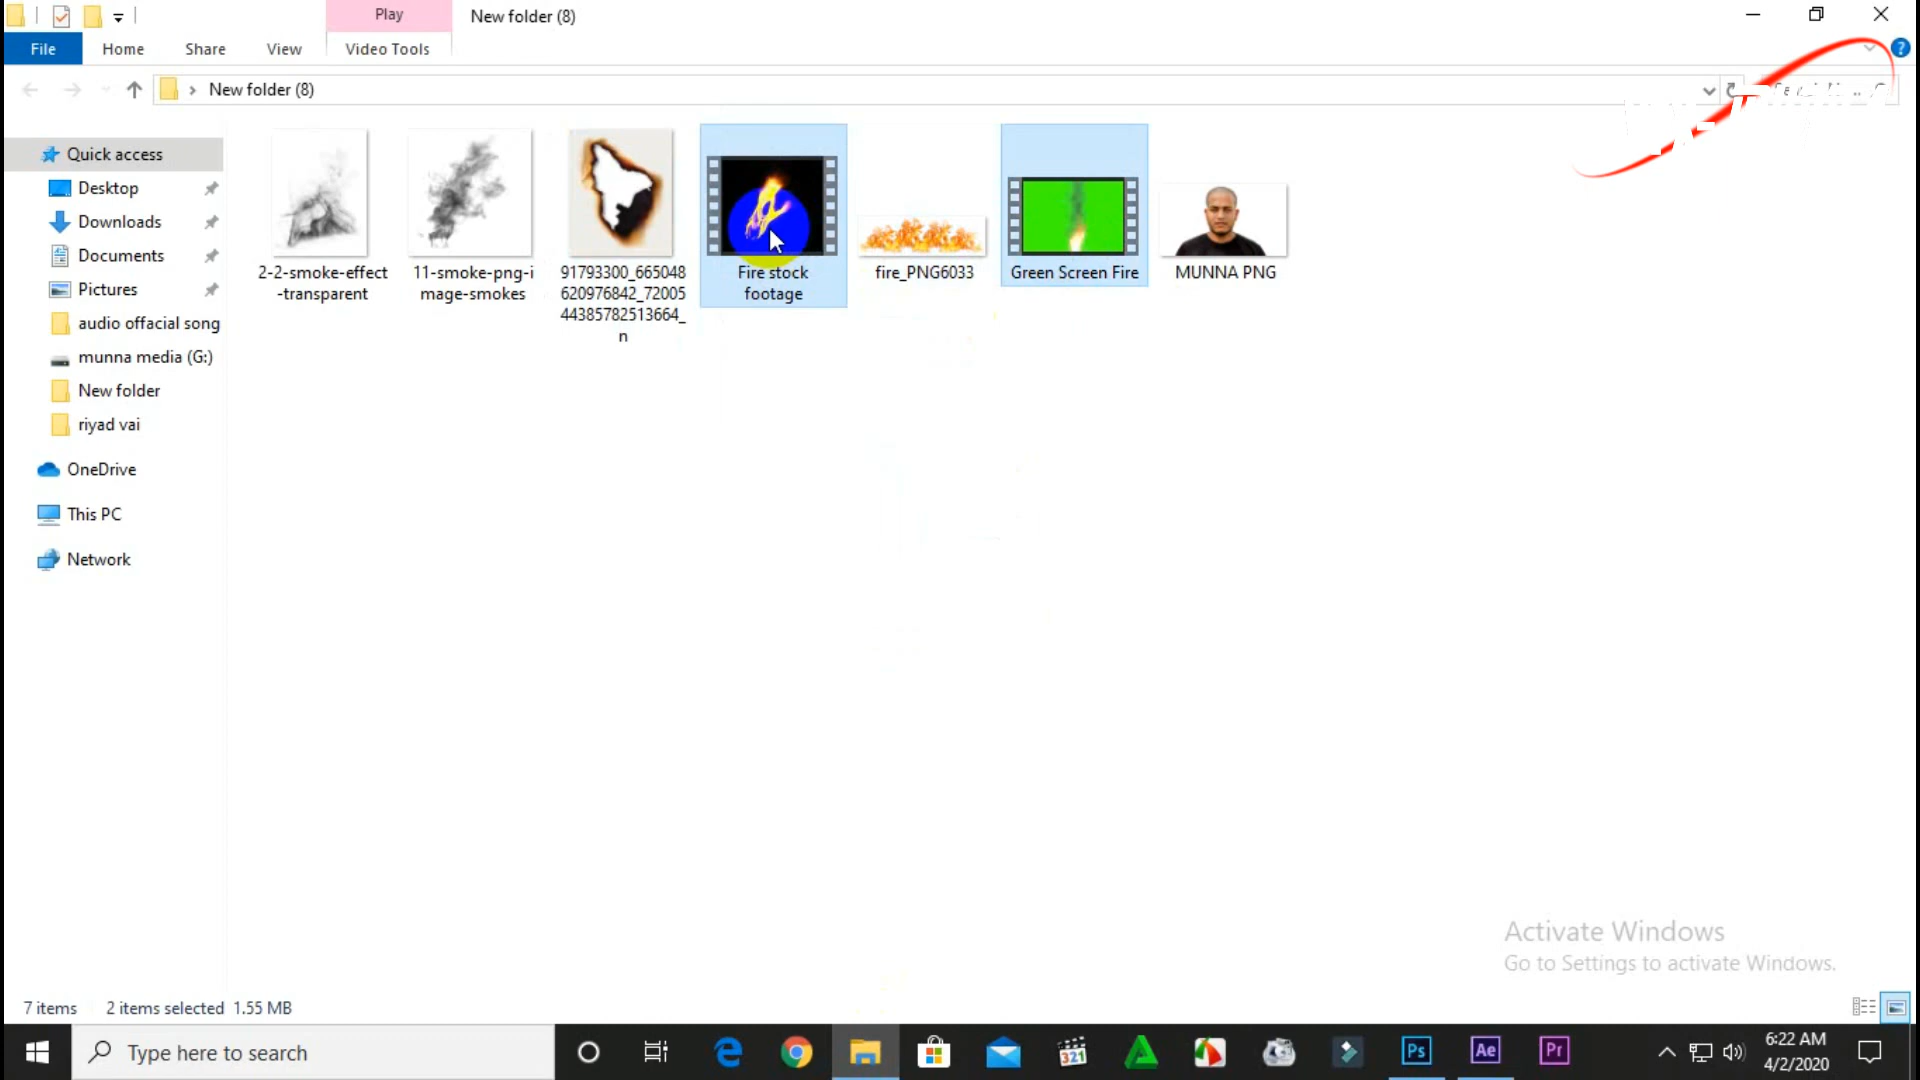 Play
New folder (8)
File
Home
Share
View
Video Tools
New folder (8)
Quick access
Desktop
Downloads
Documents
Pictures
audio offacial song
munna media (G:)
New folder
riyad vai
OneDrive
This PC
Network
2-2-smoke-effect
-transparent
11-smoke-png-i
mage-smokes
91793300_665048
620976842_72005
44385782513664_
n
Fire stock
footage
fire_PNG6033
Green Screen Fire
MUNNA PNG
Activate Windows
Go to Settings to activate Windows.
7 items
2 items selected 1.55 MB
Type here to search
321
Ps
Ae
Pr
6:22 AM
4/2/2020